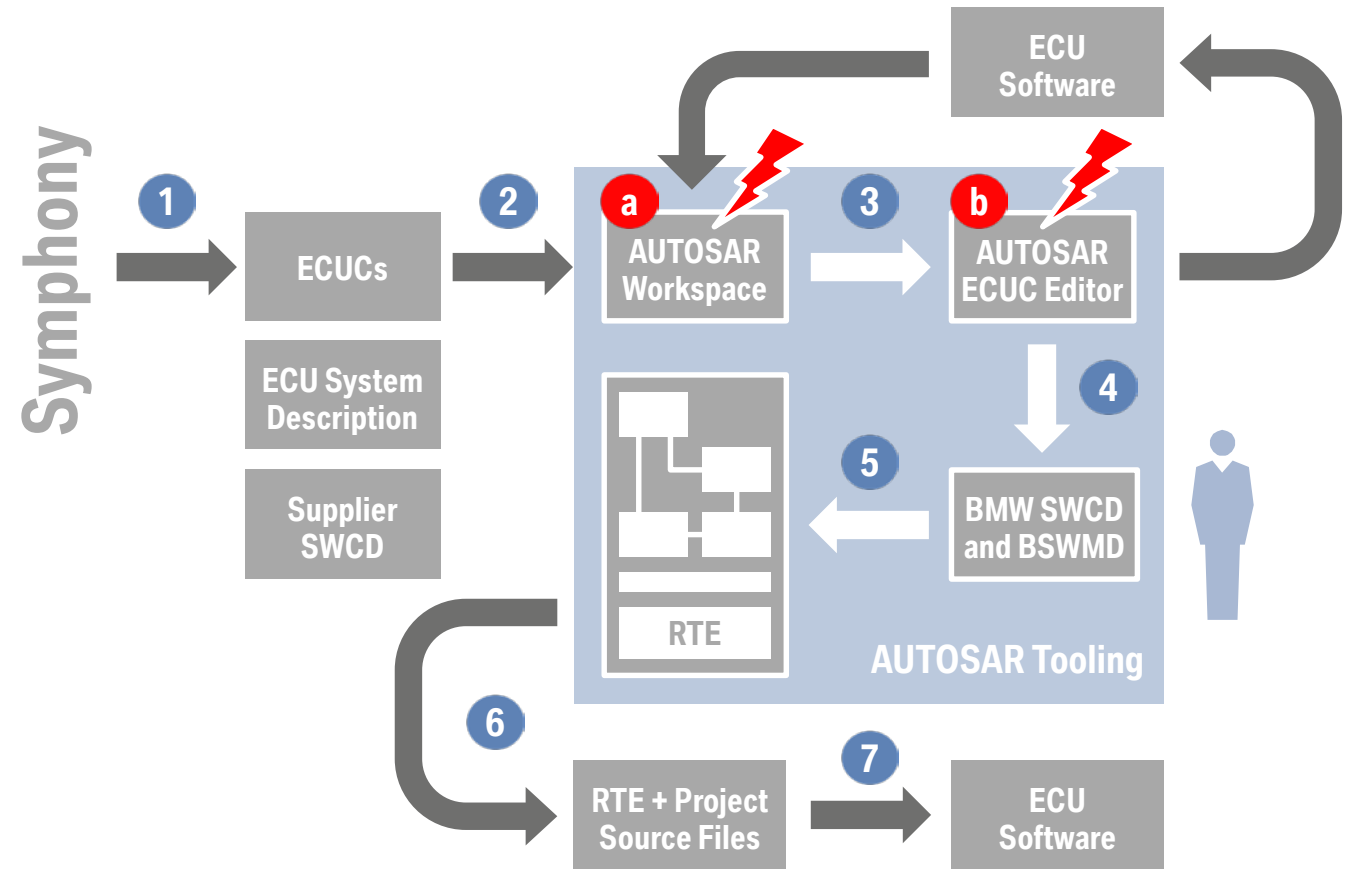 Symphony
1
ECUCs
ECU System
Description
Supplier
SWCD
2
a
AUTOSAR
Workspace
3
b
AUTOSAR
ECUC Editor
ECU
Software
4
BMW SWCD
and BSWMD
5
RTE
AUTOSAR Tooling
6
RTE + Project
Source Files
7
ECU
Software